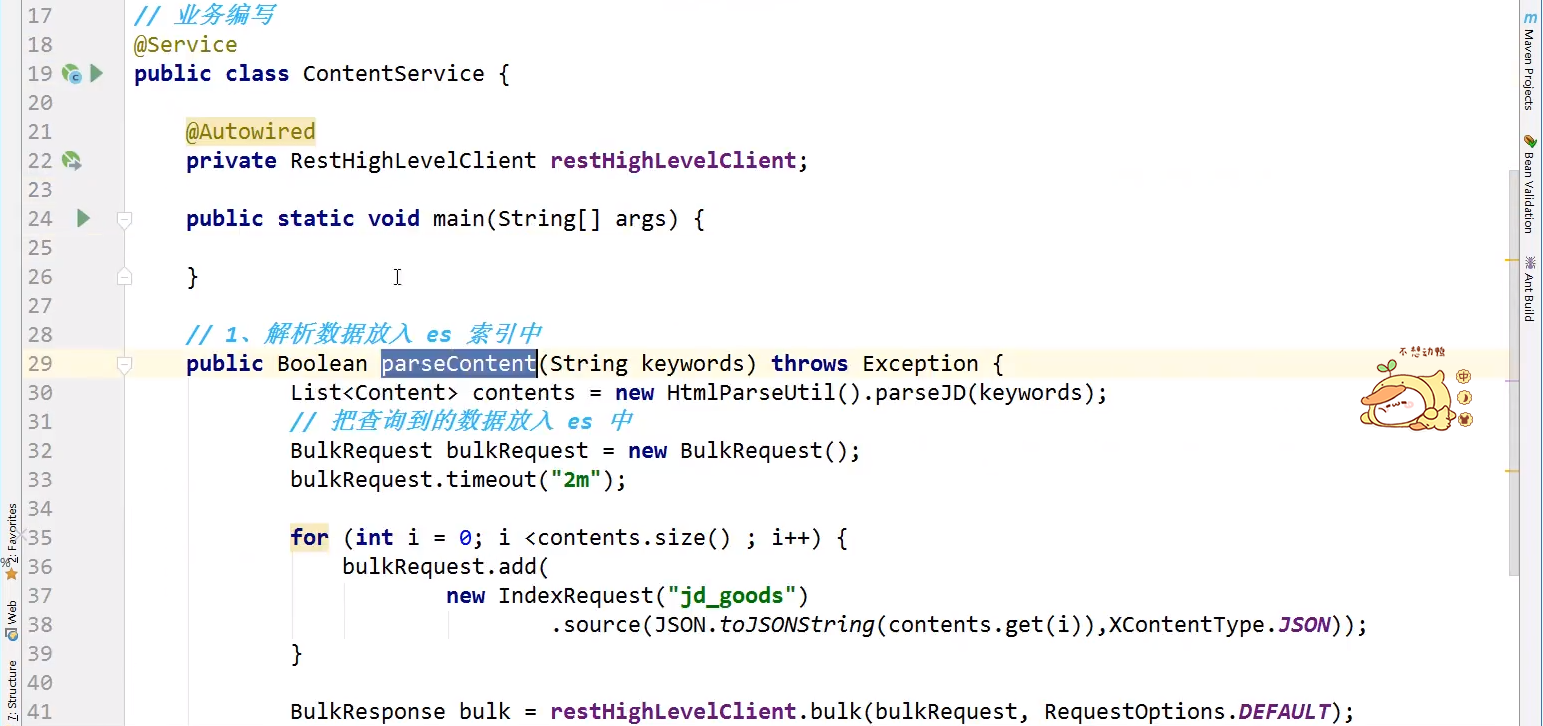 17 // 业务编写
18 @Service
19 public class ContentService {
20
21 @Autowired
22 private RestHighLevelClient restHighLevelClient;
23
24 public static void main(String[] args) {
25
26 }
27
28 // 1、解析数据放入 es 索引中
29 public Boolean parseContent(String keywords) throws Exception {
30 List<Content> contents = new HtmlParseUtil().parseJD(keywords);
31 // 把查询到的数据放入 es 中
32 BulkRequest bulkRequest = new BulkRequest();
33 bulkRequest.timeout("2m");
34
35 for (int i = 0; i <contents.size() ; i++) {
36 bulkRequest.add(
37 new IndexRequest("jd_goods")
38 .source(JSON.toJSONString(contents.get(i)),XContentType.JSON));
39 }
40
41 BulkResponse bulk = restHighLevelClient.bulk(bulkRequest, RequestOptions.DEFAULT);
m
Maven Projects
Bean Validation
Ant Build
2: Favorites
Web
7: Structure
不想动鸭
中